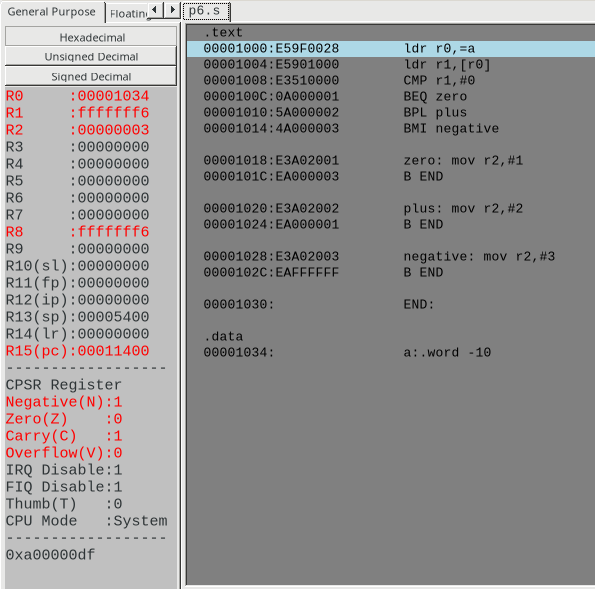 General Purpose
Floating
p6.s
Hexadecimal
Unsigned Decimal
Signed Decimal
R0 :00001034
R1 :fffffff6
R2 :00000003
R3 :00000000
R4 :00000000
R5 :00000000
R6 :00000000
R7 :00000000
R8 :fffffff6
R9 :00000000
R10(sl):00000000
R11(fp):00000000
R12(ip):00000000
R13(sp):00005400
R14(lr):00000000
R15(pc):00011400
------------------
CPSR Register
Negative(N):1
Zero(Z) :0
Carry(C) :1
Overflow(V):0
IRQ Disable:1
FIQ Disable:1
Thumb(T) :0
CPU Mode :System
------------------
0xa00000df
.text
00001000:E59F0028 ldr r0,=a
00001004:E5901000 ldr r1,[r0]
00001008:E3510000 CMP r1,#0
0000100C:0A000001 BEQ zero
00001010:5A000002 BPL plus
00001014:4A000003 BMI negative
00001018:E3A02001 zero: mov r2,#1
0000101C:EA000003 B END
00001020:E3A02002 plus: mov r2,#2
00001024:EA000001 B END
00001028:E3A02003 negative: mov r2,#3
0000102C:EAFFFFFF B END
00001030: END:
.data
00001034: a:.word -10